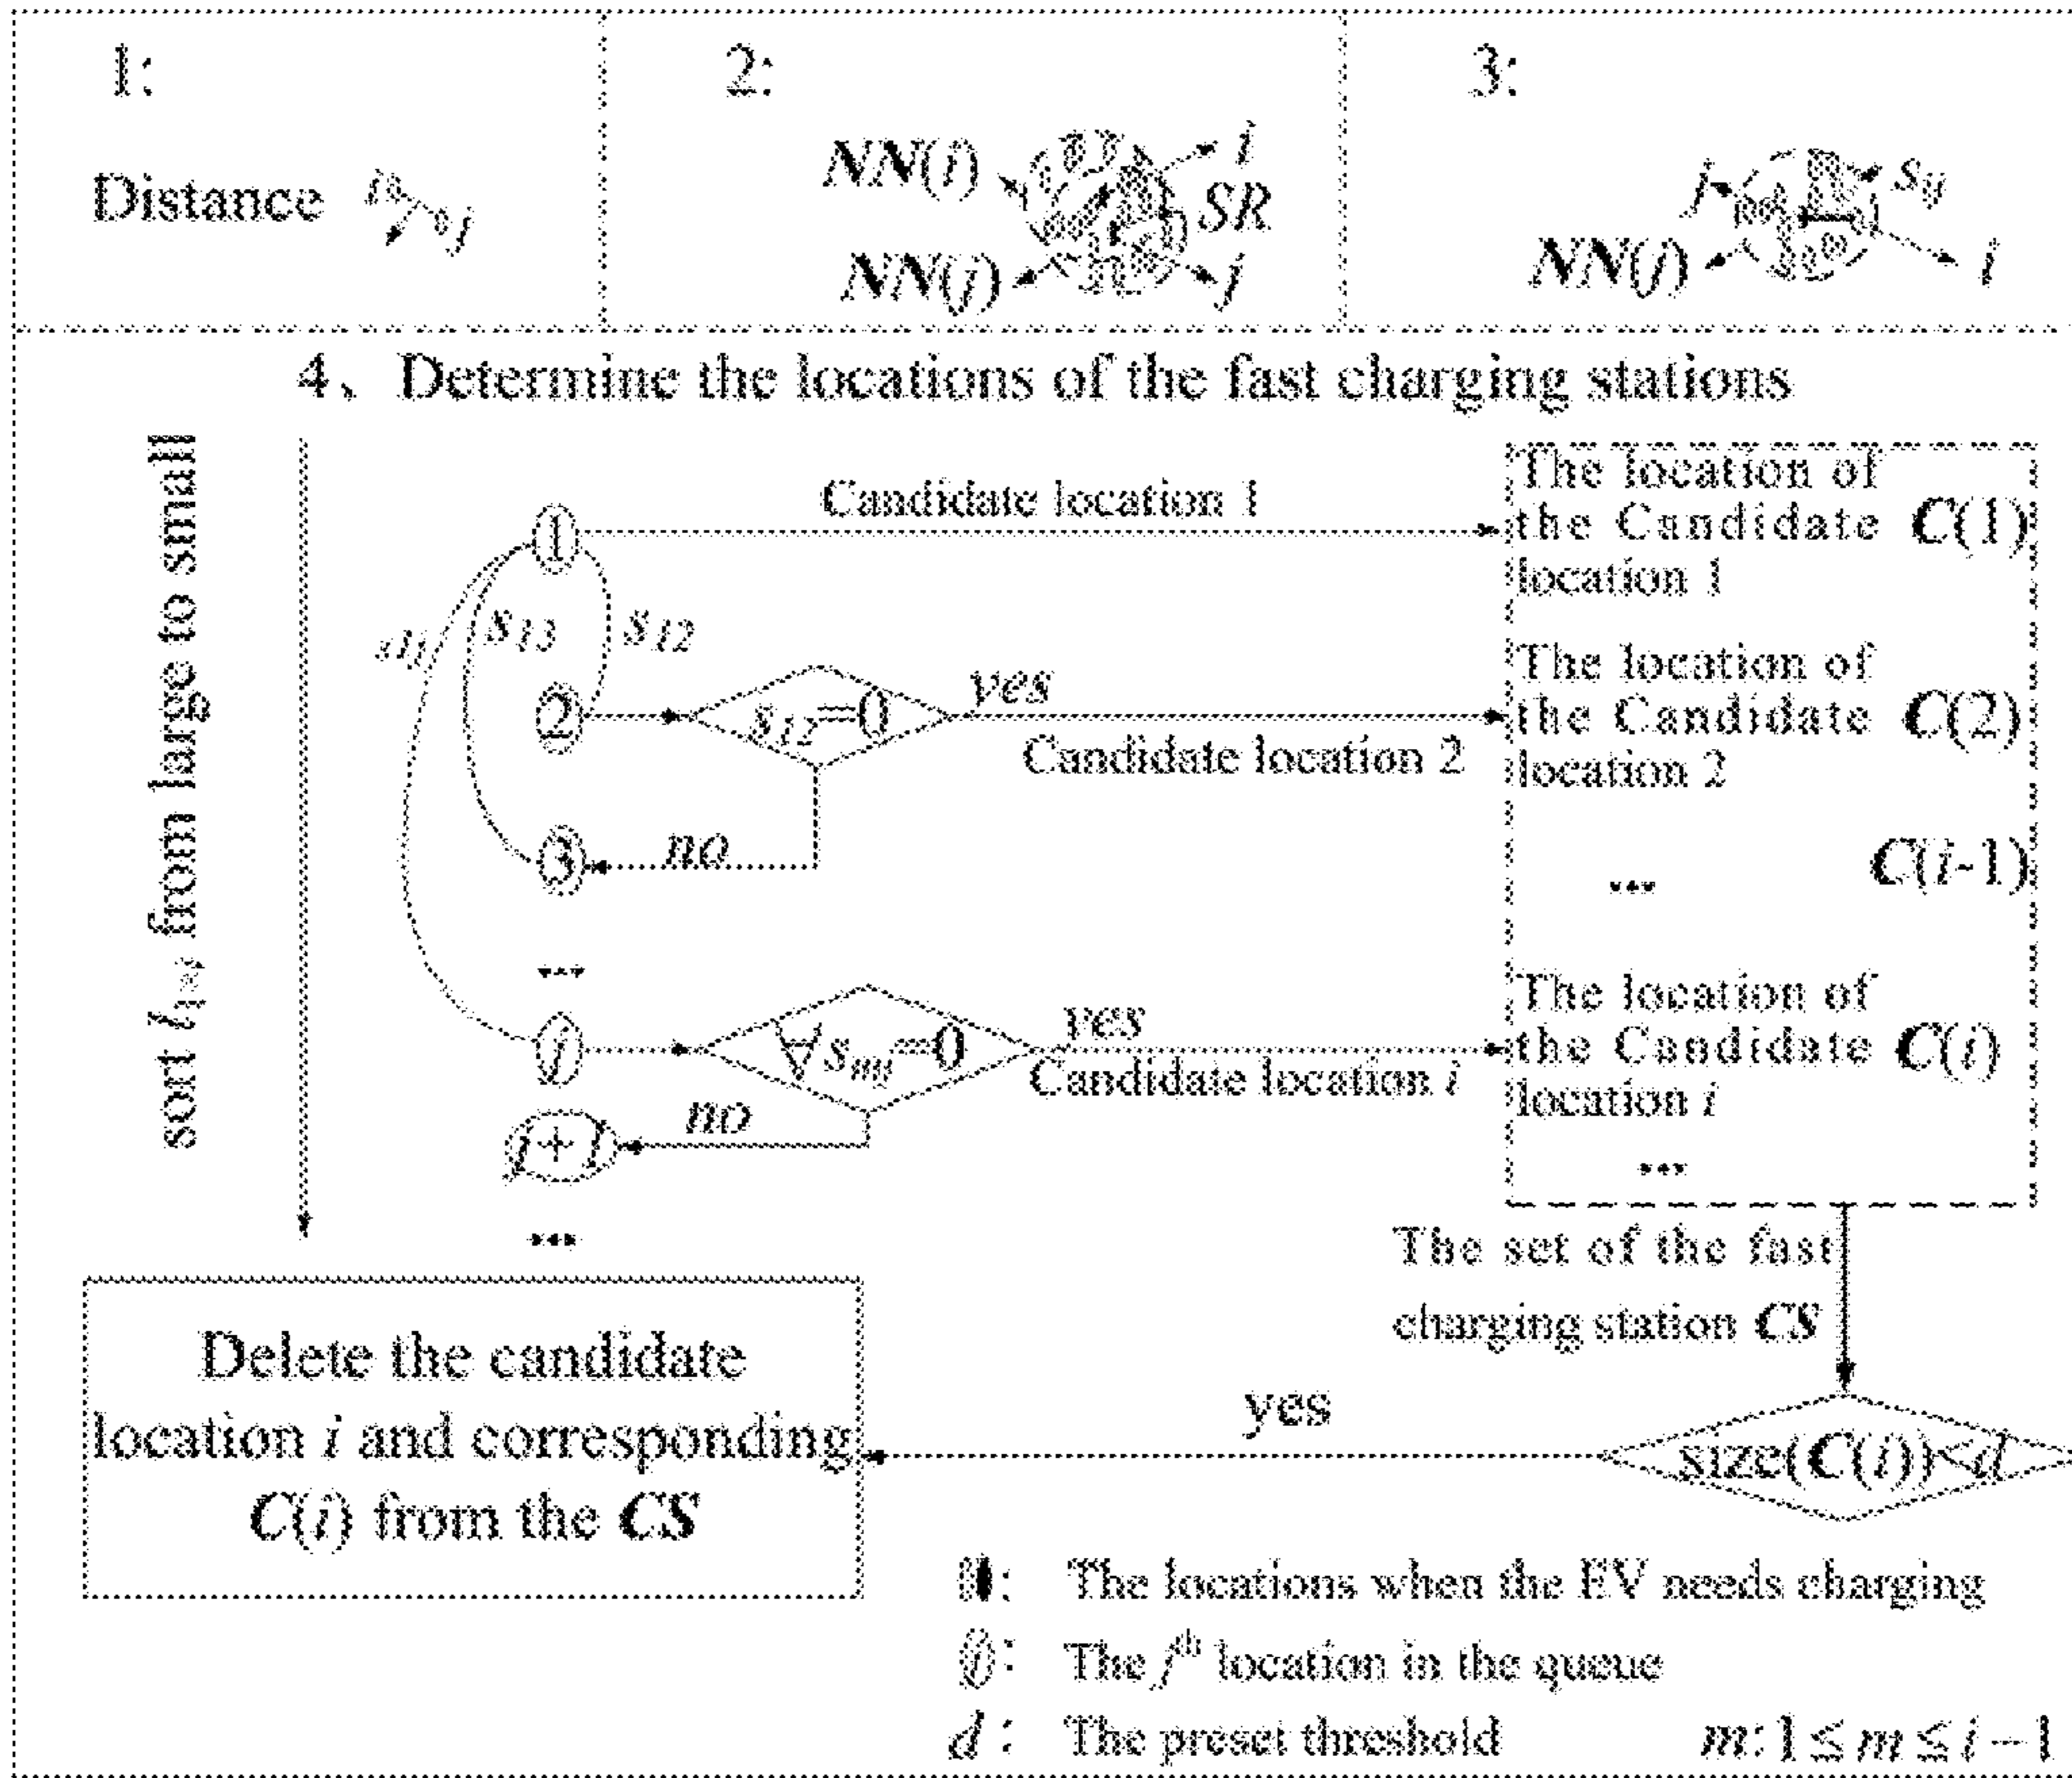 1:
2:
3:
Distance
i
j
NN(i)
i
SR
NN(j)
j
j
s_ij
NN(j)
i
4、Determine the locations of the fast charging stations
sort from large to small
1
Candidate location 1
The location of
the Candidate C(1)
location 1
s_13
s_12
2
s_12=0
yes
Candidate location 2
The location of
the Candidate C(2)
location 2
3
no
...
C(i-1)
...
j
∀s_mj=0
yes
Candidate location i
The location of
the Candidate C(i)
location i
j+1
no
...
...
The set of the fast
charging station CS
Delete the candidate
location i and corresponding
C(i) from the CS
yes
size(C(i))<d
: The locations when the EV needs charging
j: The j^th location in the queue
d: The preset threshold m:1≤m≤i−1